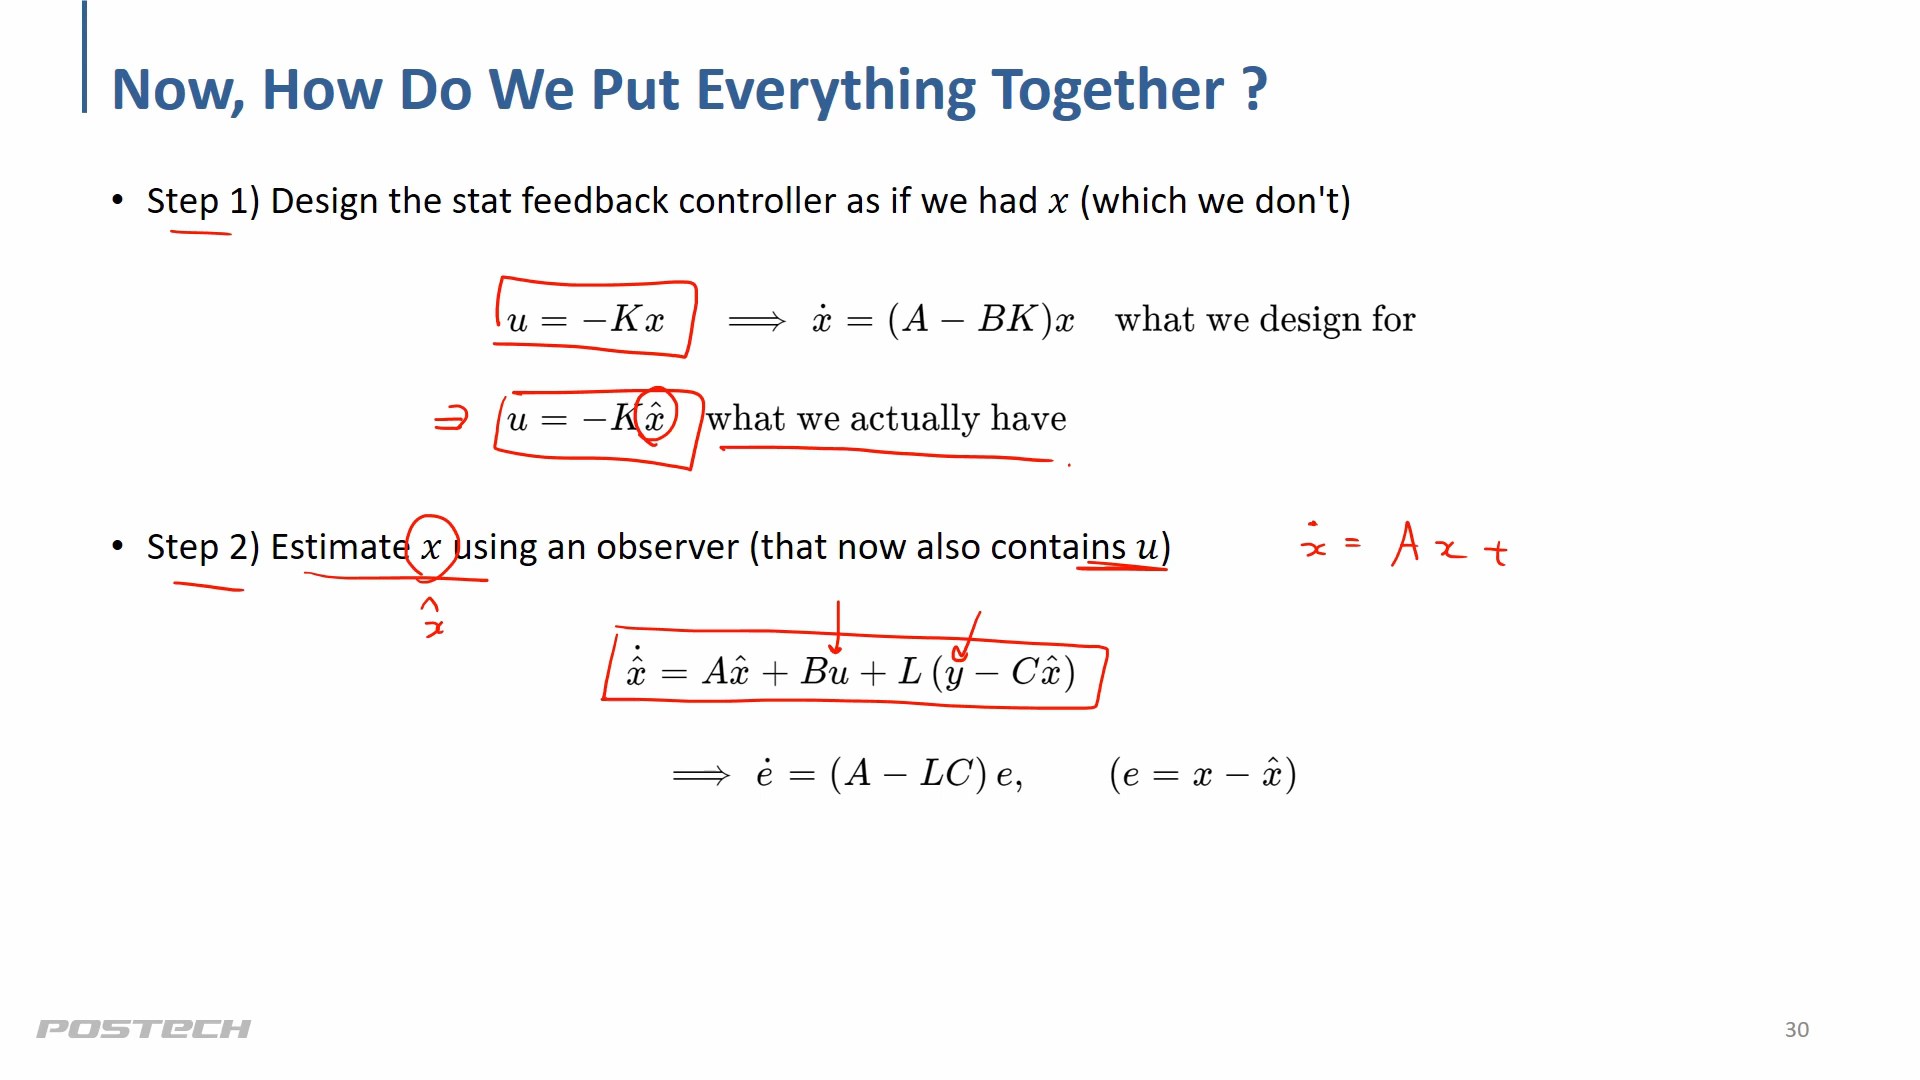 Now, How Do We Put Everything Together ?
• Step 1) Design the stat feedback controller as if we had x (which we don't)
u = −Kx ⟹ ẋ = (A − BK)x what we design for
⇒ u = −Kx̂ what we actually have
• Step 2) Estimate x using an observer (that now also contains u)
ẋ = Ax +
x̂
x̂̇ = Ax̂ + Bu + L (y − Cx̂)
⟹ ė = (A − LC) e, (e = x − x̂)
POSTECH
30